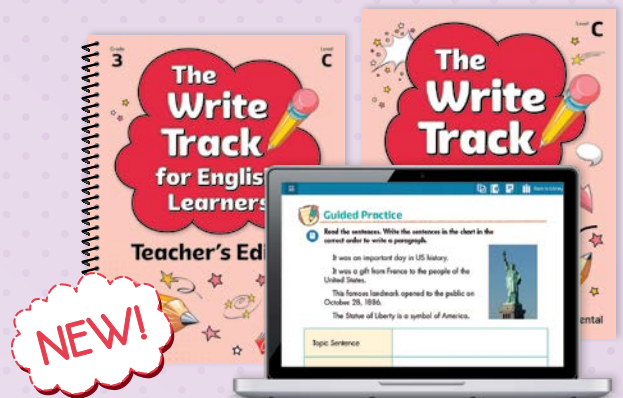 Grade
3
Level
C
The
Write
Track
for English
Learners
Teacher's Edi
Level
C
The
Write
Track
ental
NEW!
Back to Library
Guided Practice
Read the sentences. Write the sentences in the chart in the
correct order to write a paragraph.
It was an important day in US history.
It was a gift from France to the people of the
United States.
This famous landmark opened to the public on
October 28, 1886.
The Statue of Liberty is a symbol of America.
Topic Sentence